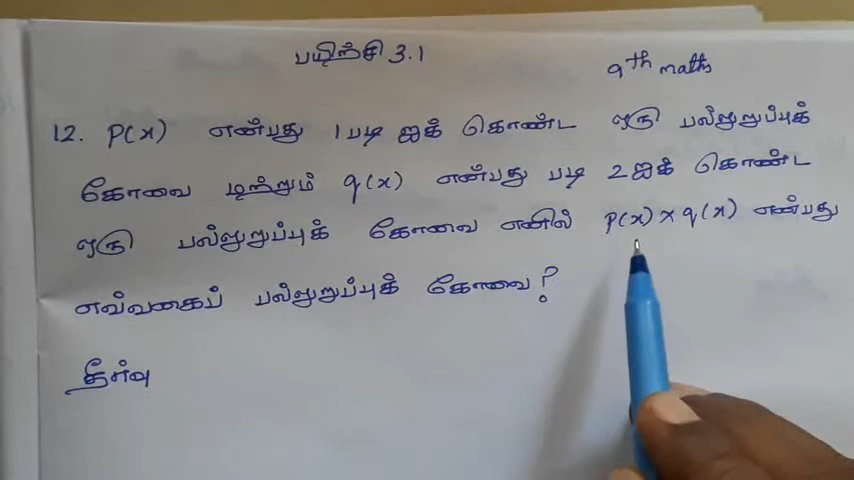 பயிற்சி 3.1
9th maths
12. P(x) என்பது 1 படி ஐக் கொண்ட ஒரு பல்லுறுப்புக்
கோவை மற்றும் q(x) என்பது படி 2 ஐக் கொண்ட
ஒரு பல்லுறுப்புக் கோவை எனில் p(x) × q(x) என்பது
எவ்வகைப் பல்லுறுப்புக் கோவை?
தீர்வு